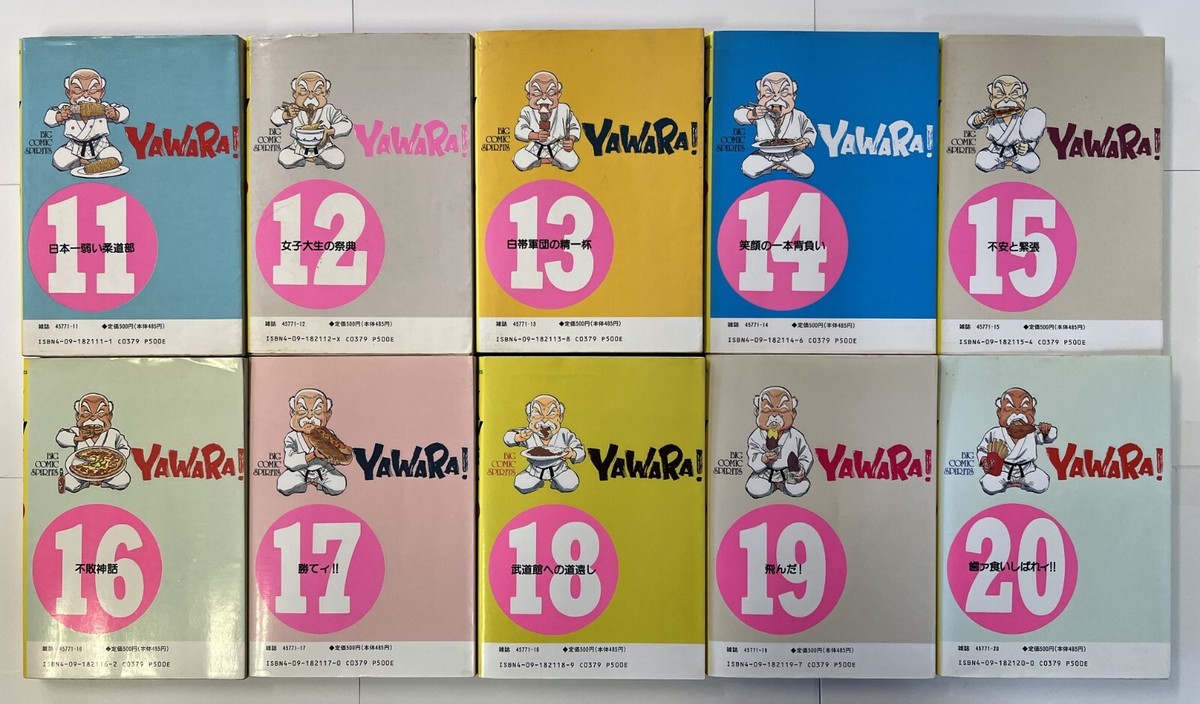 BIG
COMIC
SPIRITS
YAWARA!
11
日本一弱い柔道部
雑誌 45771-11 ◆定価500円(本体485円)
ISBN4-09-182111-1 C0379 P500E
BIG
COMIC
SPIRITS
YAWARA!
12
女子大生の祭典
雑誌 45771-12 ◆定価500円(本体485円)
ISBN4-09-182112-X C0379 P500E
BIG
COMIC
SPIRITS
YAWARA!
13
白帯軍団の精一杯
雑誌 45771-13 ◆定価500円(本体485円)
ISBN4-09-182113-8 C0379 P500E
BIG
COMIC
SPIRITS
YAWARA!
14
笑顔の一本背負い
雑誌 45771-14 ◆定価500円(本体485円)
ISBN4-09-182114-6 C0379 P500E
BIG
COMIC
SPIRITS
YAWARA!
15
不安と緊張
雑誌 45771-15 ◆定価500円(本体485円)
ISBN4-09-182115-4 C0379 P500E
BIG
COMIC
SPIRITS
YAWARA!
16
不敗神話
雑誌 45771-16 ◆定価500円(本体485円)
ISBN4-09-182116-2 C0379 P500E
BIG
COMIC
SPIRITS
YAWARA!
17
勝てィ!!
雑誌 45771-17 ◆定価500円(本体485円)
ISBN4-09-182117-0 C0379 P500E
BIG
COMIC
SPIRITS
YAWARA!
18
武道館への道遠し
雑誌 45771-18 ◆定価500円(本体485円)
ISBN4-09-182118-9 C0379 P500E
BIG
COMIC
SPIRITS
YAWARA!
19
飛んだ!
雑誌 45771-19 ◆定価500円(本体485円)
ISBN4-09-182119-7 C0379 P500E
BIG
COMIC
SPIRITS
YAWARA!
20
歯ァ食いしばれィ!!
雑誌 45771-20 ◆定価500円(本体485円)
ISBN4-09-182120-0 C0379 P500E